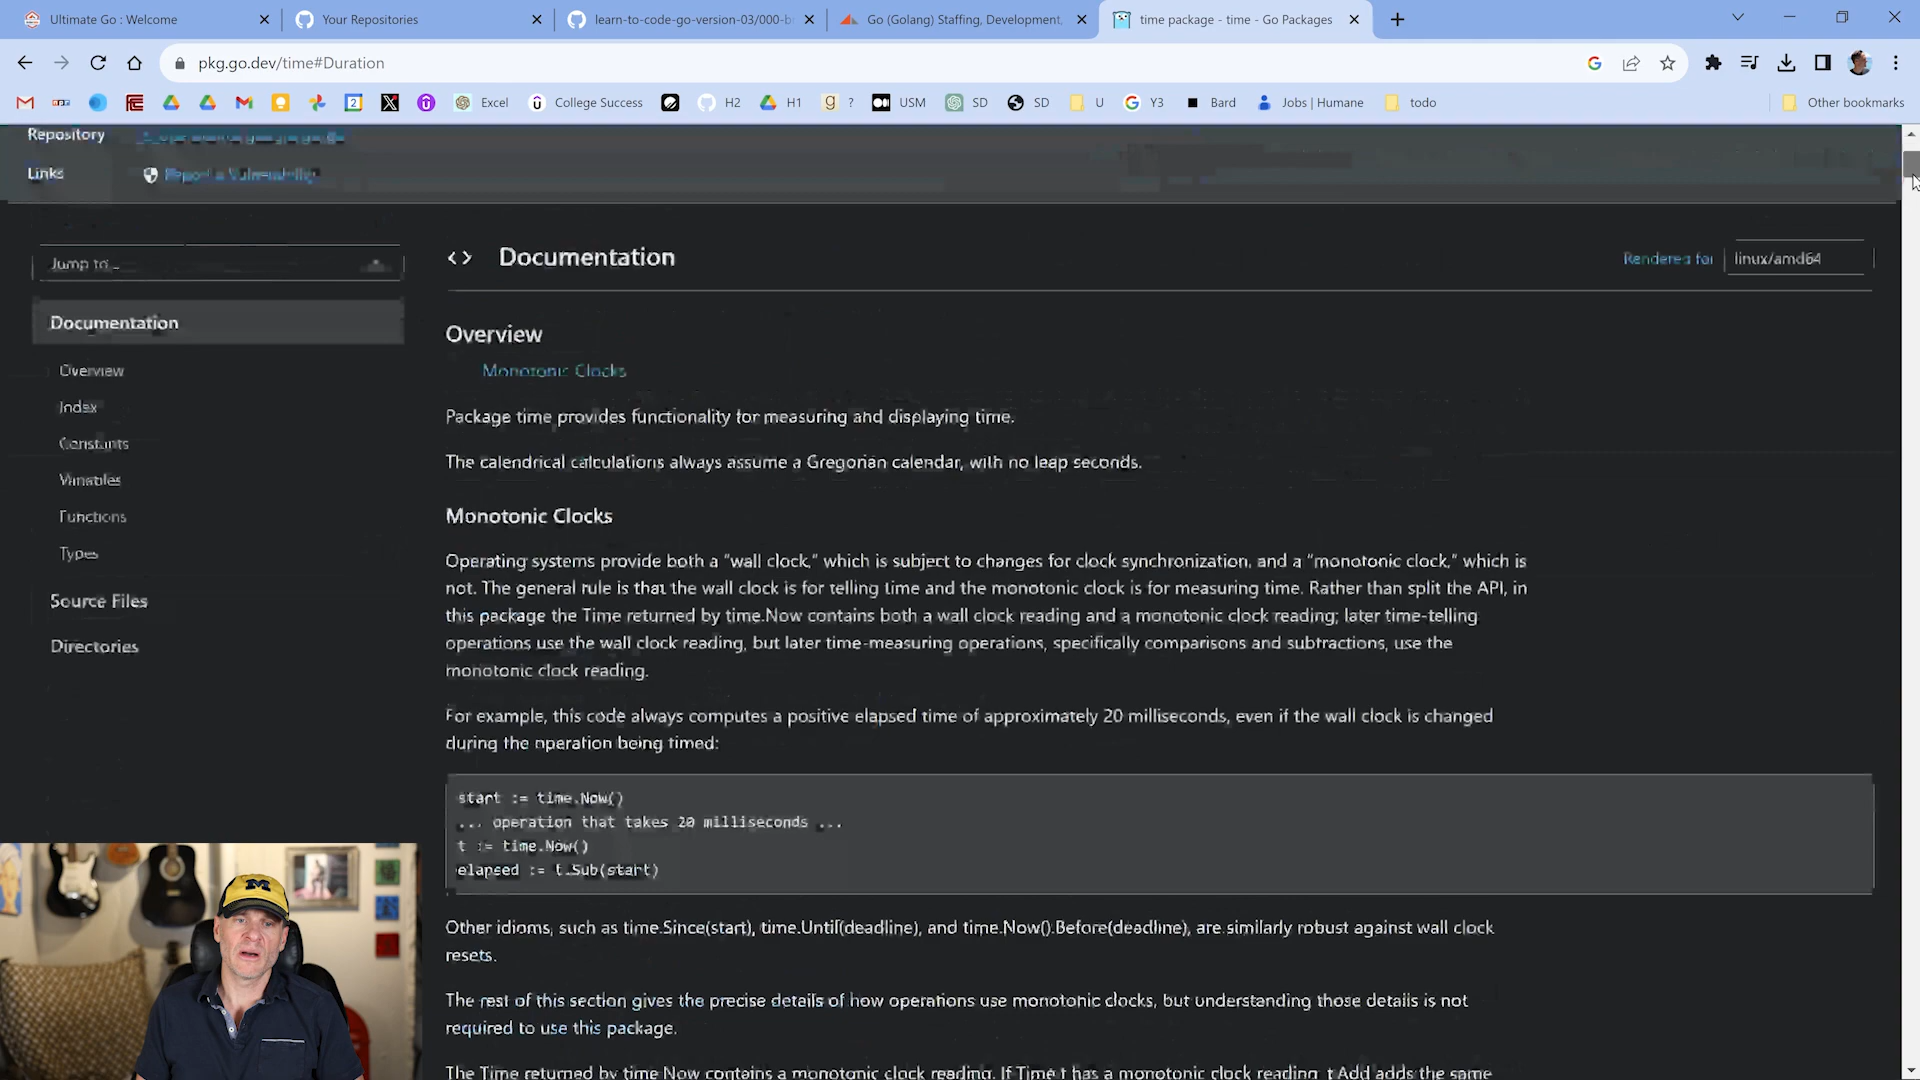 Ultimate Go : Welcome
Your Repositories
learn-to-code-go-version-03/000-b
Go (Golang) Staffing, Development,
time package - time - Go Packages
pkg.go.dev/time#Duration
Excel
College Success
H2
H1
?
USM
SD
SD
U
Y3
Bard
Jobs | Humane
todo
Other bookmarks
Repository
Links
Report a Vulnerability
Jump to ...
Documentation
Overview
Index
Constants
Variables
Functions
Types
Source Files
Directories
Documentation
Rendered for
linux/amd64
Overview
Monotonic Clocks
Package time provides functionality for measuring and displaying time.
The calendrical calculations always assume a Gregorian calendar, with no leap seconds.
Monotonic Clocks
Operating systems provide both a “wall clock,” which is subject to changes for clock synchronization, and a “monotonic clock,” which is
not. The general rule is that the wall clock is for telling time and the monotonic clock is for measuring time. Rather than split the API, in
this package the Time returned by time.Now contains both a wall clock reading and a monotonic clock reading; later time-telling
operations use the wall clock reading, but later time-measuring operations, specifically comparisons and subtractions, use the
monotonic clock reading.
For example, this code always computes a positive elapsed time of approximately 20 milliseconds, even if the wall clock is changed
during the operation being timed:
start := time.Now()
... operation that takes 20 milliseconds ...
t := time.Now()
elapsed := t.Sub(start)
Other idioms, such as time.Since(start), time.Until(deadline), and time.Now().Before(deadline), are similarly robust against wall clock
resets.
The rest of this section gives the precise details of how operations use monotonic clocks, but understanding those details is not
required to use this package.
The Time returned by time.Now contains a monotonic clock reading. If Time t has a monotonic clock reading, t.Add adds the same
M